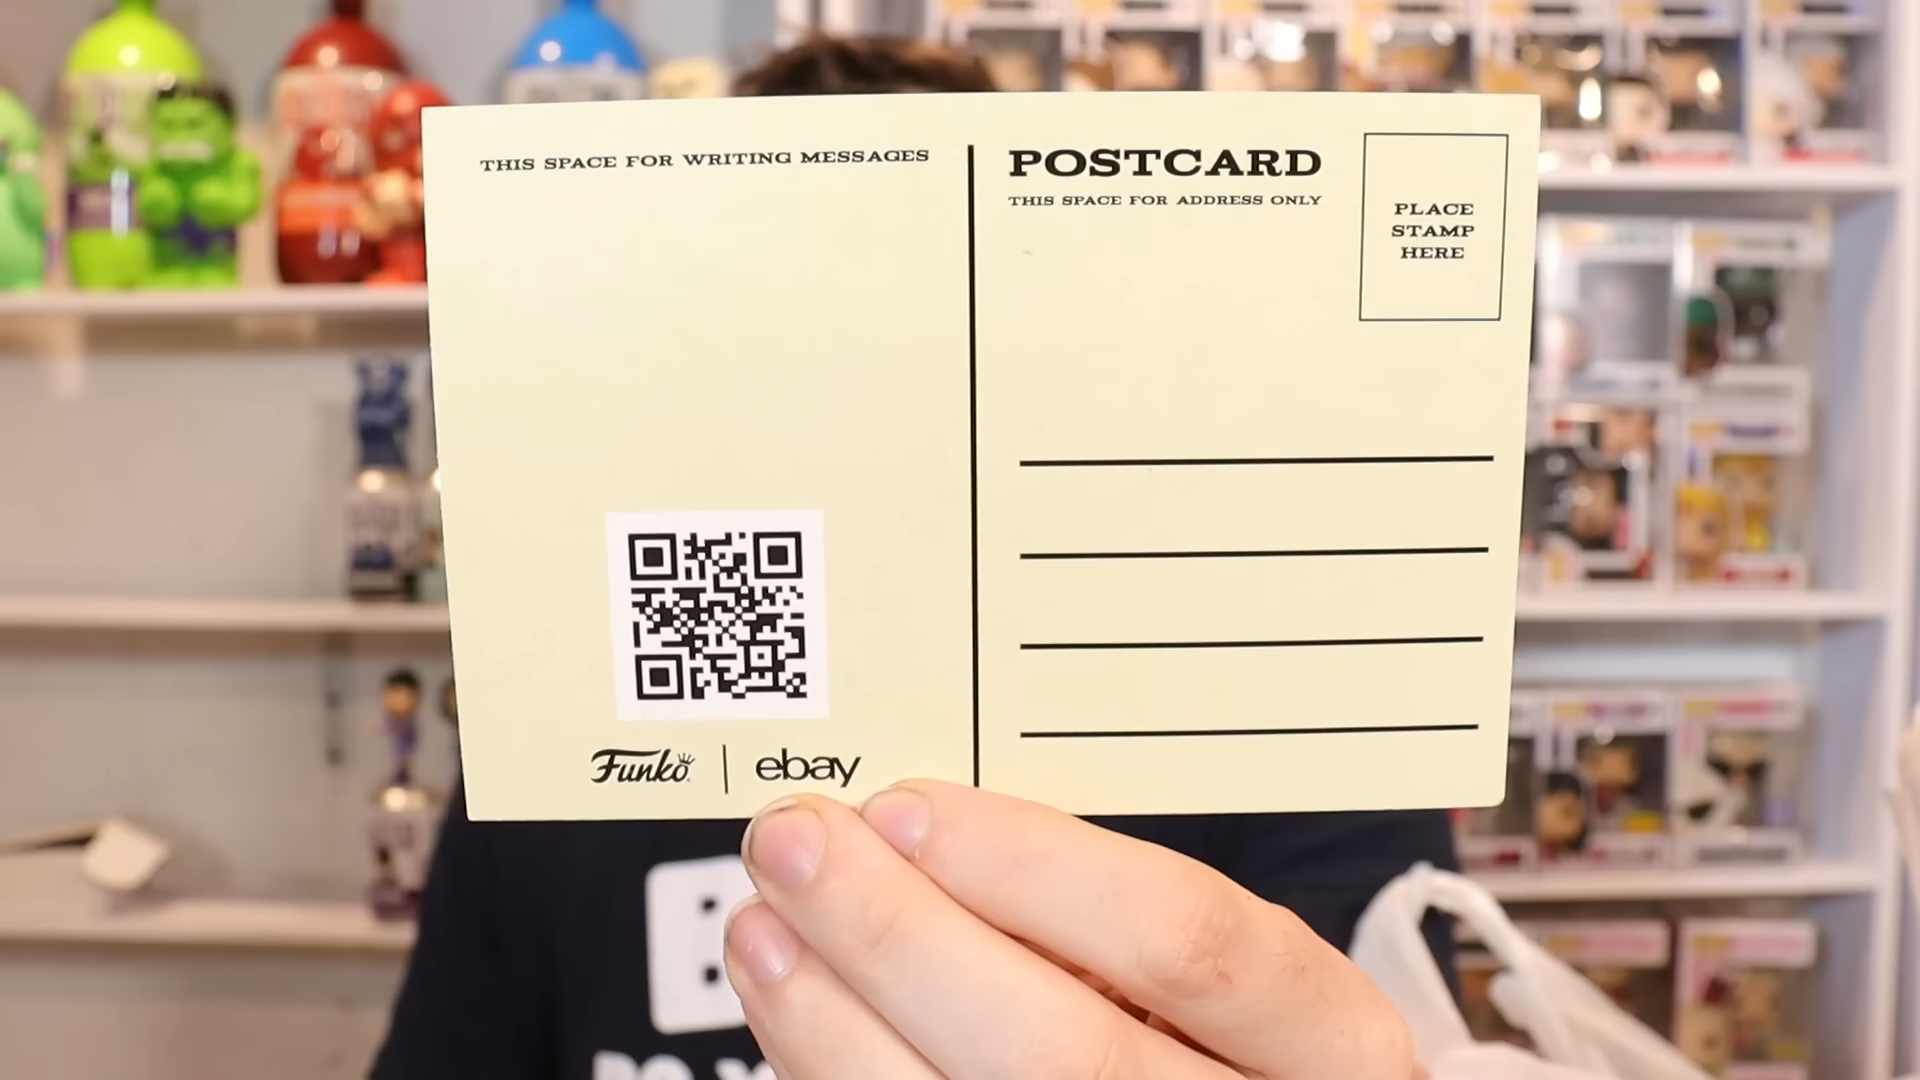 THIS SPACE FOR WRITING MESSAGES
POSTCARD
THIS SPACE FOR ADDRESS ONLY
PLACE
STAMP
HERE
Funko
ebay